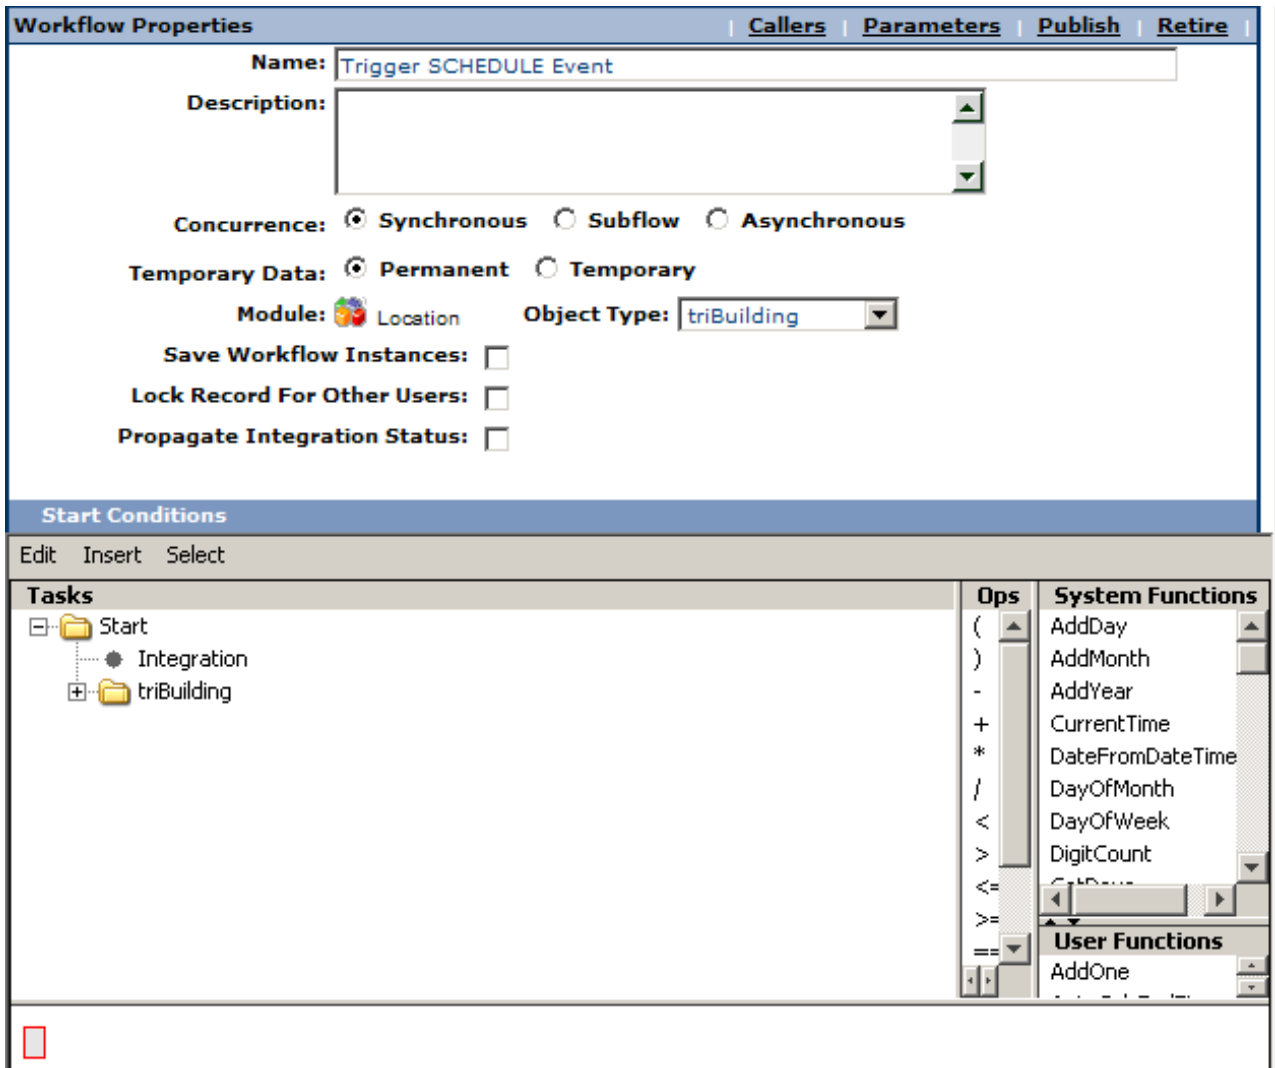 Workflow Properties | Callers | Parameters | Publish | Retire |
Name: Trigger SCHEDULE Event
Description:
Concurrence: Synchronous Subflow Asynchronous
Temporary Data: Permanent Temporary
Module: Location Object Type: triBuilding
Save Workflow Instances:
Lock Record For Other Users:
Propagate Integration Status:
Start Conditions
Edit Insert Select
Tasks Ops System Functions
Start ( AddDay
Integration ) AddMonth
triBuilding - AddYear
+ CurrentTime
* DateFromDateTime
/ DayOfMonth
< DayOfWeek
> DigitCount
<=
>=
== User Functions
AddOne